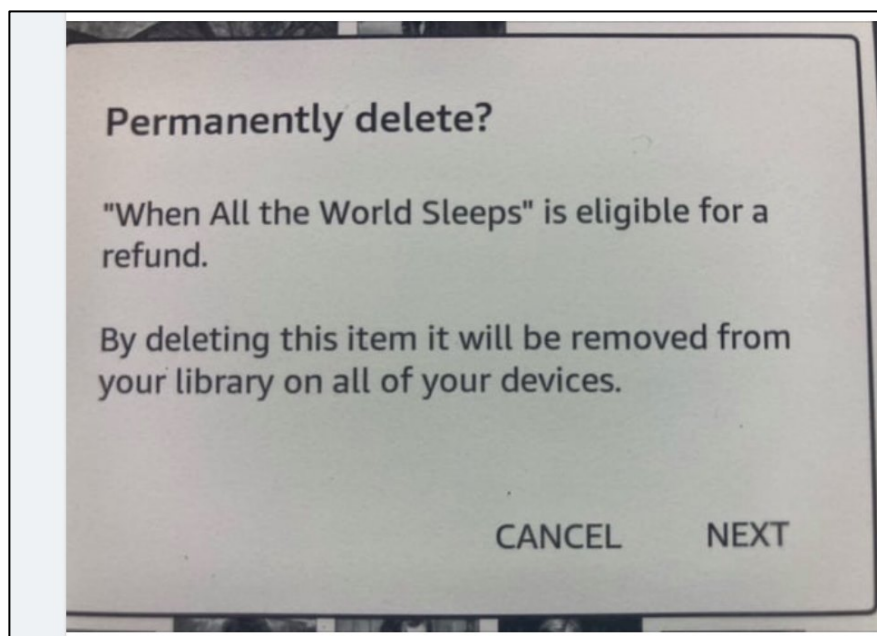 Permanently delete?
"When All the World Sleeps" is eligible for a
refund.
By deleting this item it will be removed from
your library on all of your devices.
CANCEL NEXT